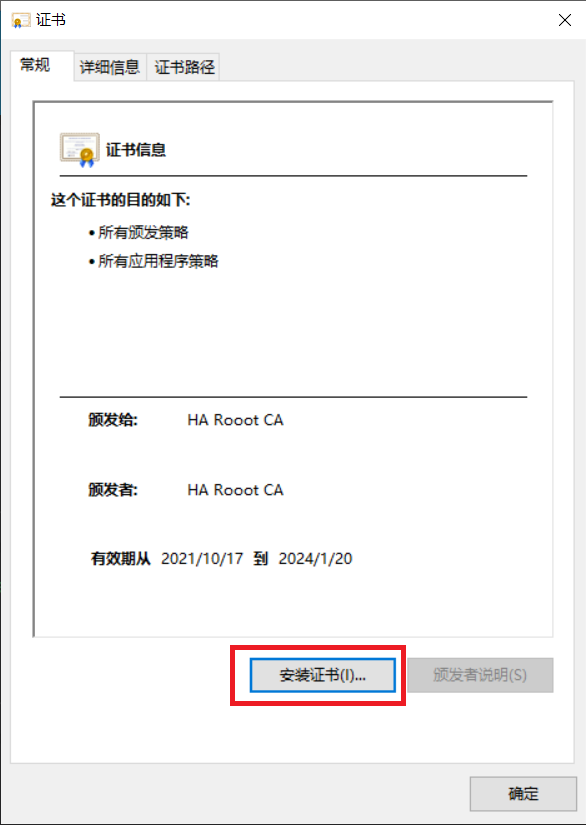 证书
常规 详细信息 证书路径
证书信息
这个证书的目的如下:
• 所有颁发策略
• 所有应用程序策略
颁发给: HA Rooot CA
颁发者: HA Rooot CA
有效期从 2021/10/17 到 2024/1/20
安装证书(I)... 颁发者说明(S)
确定